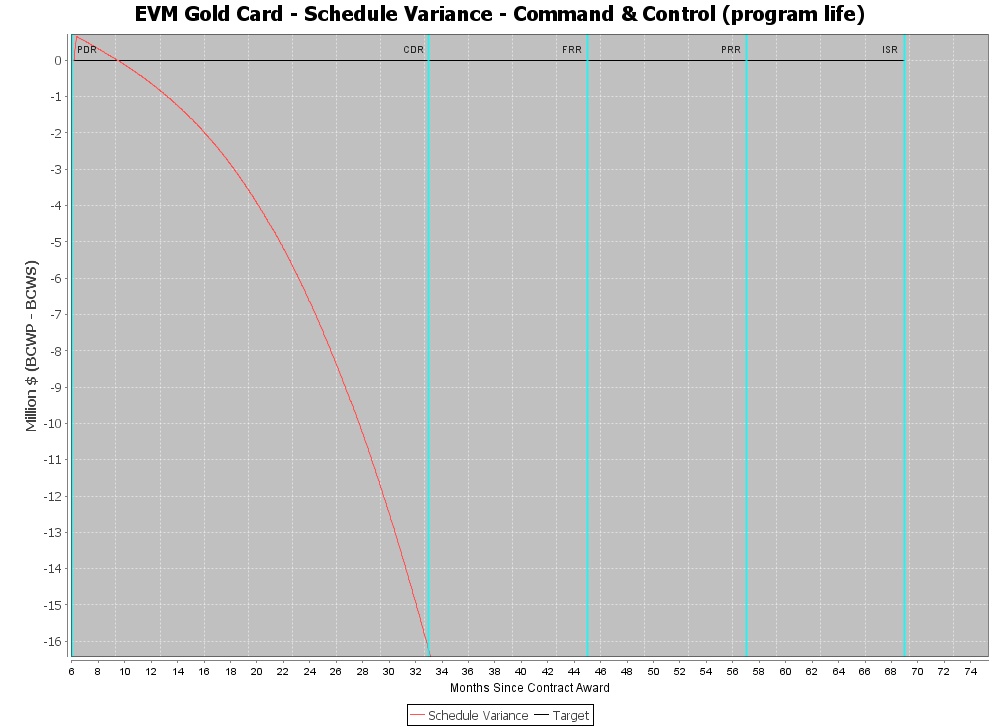 EVM Gold Card - Schedule Variance - Command & Control (program life)
PDR CDR FRR PRR ISR
0
-1
-2
-3
-4
-5
-6
-7
-8
-9
-10
-11
-12
-13
-14
-15
-16
Million $ (BCWP - BCWS)
6 8 10 12 14 16 18 20 22 24 26 28 30 32 34 36 38 40 42 44 46 48 50 52 54 56 58 60 62 64 66 68 70 72 74
Months Since Contract Award
Schedule Variance Target